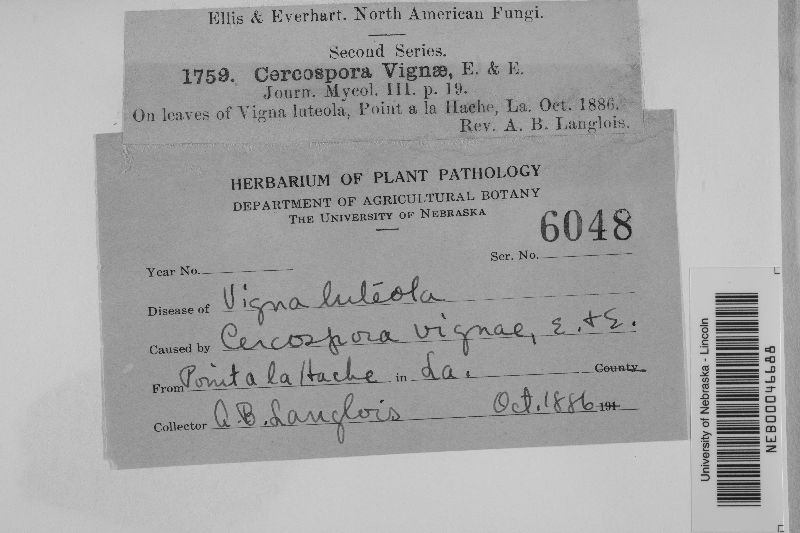 Ellis & Everhart. North American Fungi.
Second Series.
1759. Cercospora Vignæ, E. & E.
Journ. Mycol. III. p. 19.
On leaves of Vigna luteola, Point a la Hache, La. Oct. 1886.
Rev. A. B. Langlois.
HERBARIUM OF PLANT PATHOLOGY
DEPARTMENT OF AGRICULTURAL BOTANY
THE UNIVERSITY OF NEBRASKA
6048
Year No. Ser. No.
Disease of Vigna luteola
Caused by Cercospora vignae, E. & E.
From Point a la Hache in La. County
Collector A. B. Langlois Oct. 1886 191
University of Nebraska - Lincoln
NEB00046688